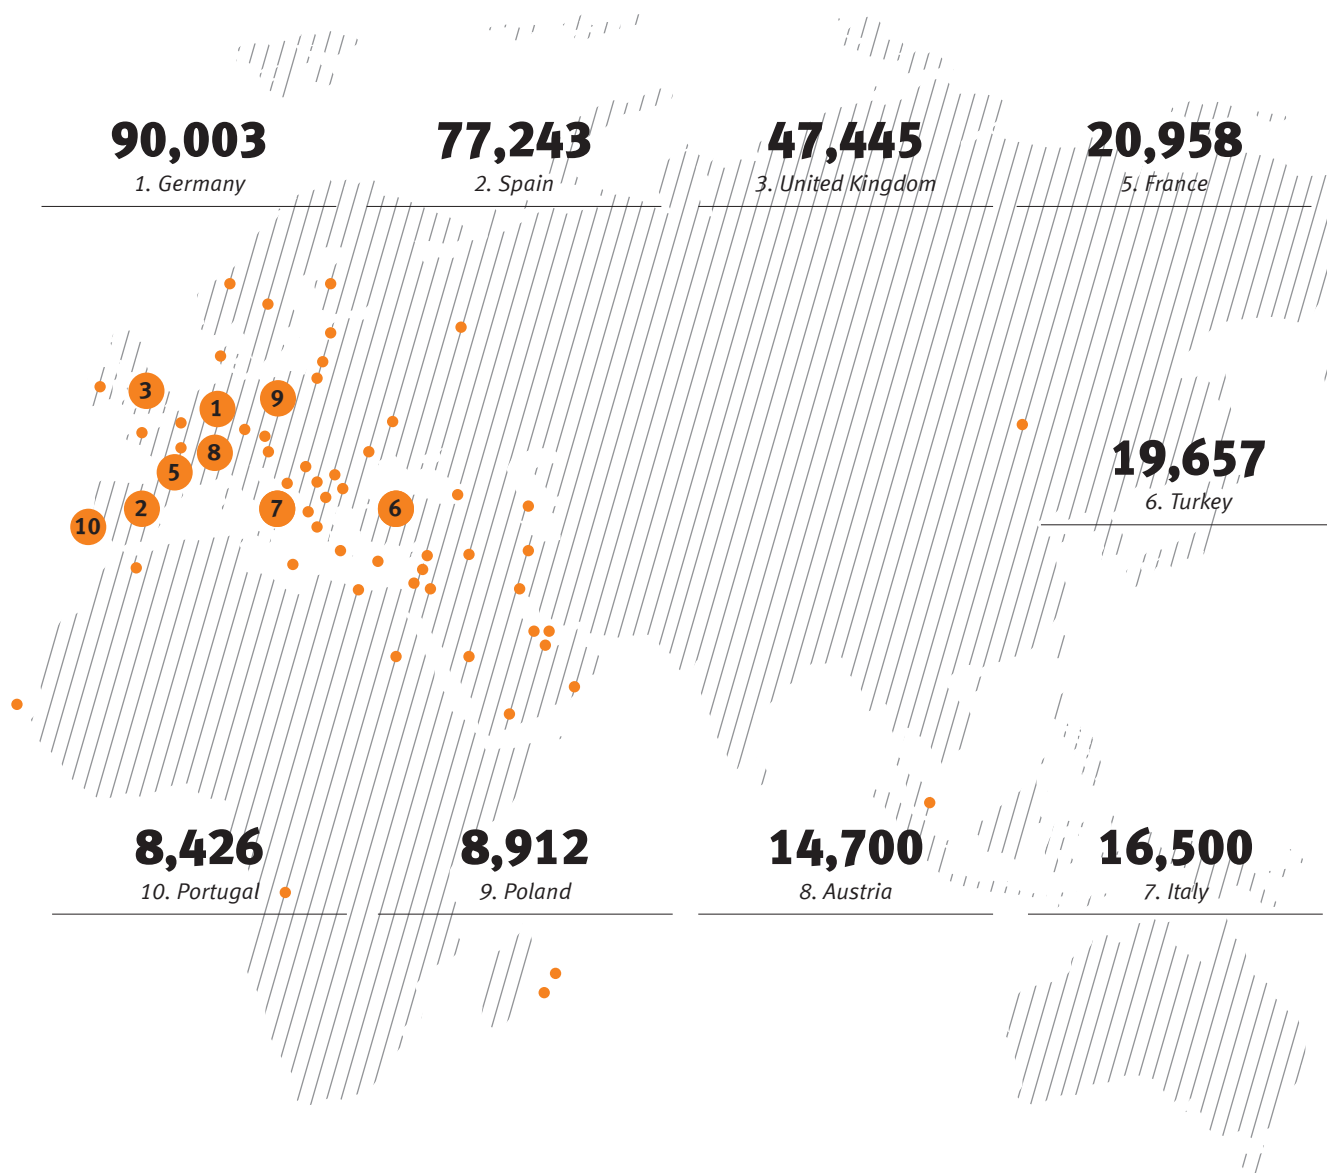 90,003
1. Germany
77,243
2. Spain
47,445
3. United Kingdom
20,958
5. France
3
1
9
8
5
2
7
6
10
19,657
6. Turkey
8,426
10. Portugal
8,912
9. Poland
14,700
8. Austria
16,500
7. Italy